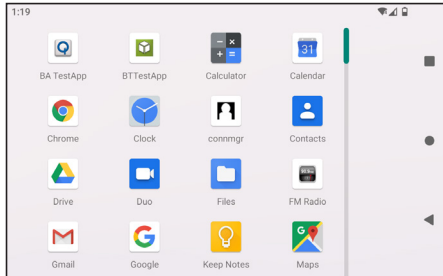 1:19
BA TestApp BTTestApp Calculator Calendar
31
Chrome Clock connmgr Contacts
Drive Duo Files FM Radio
Gmail Google Keep Notes Maps